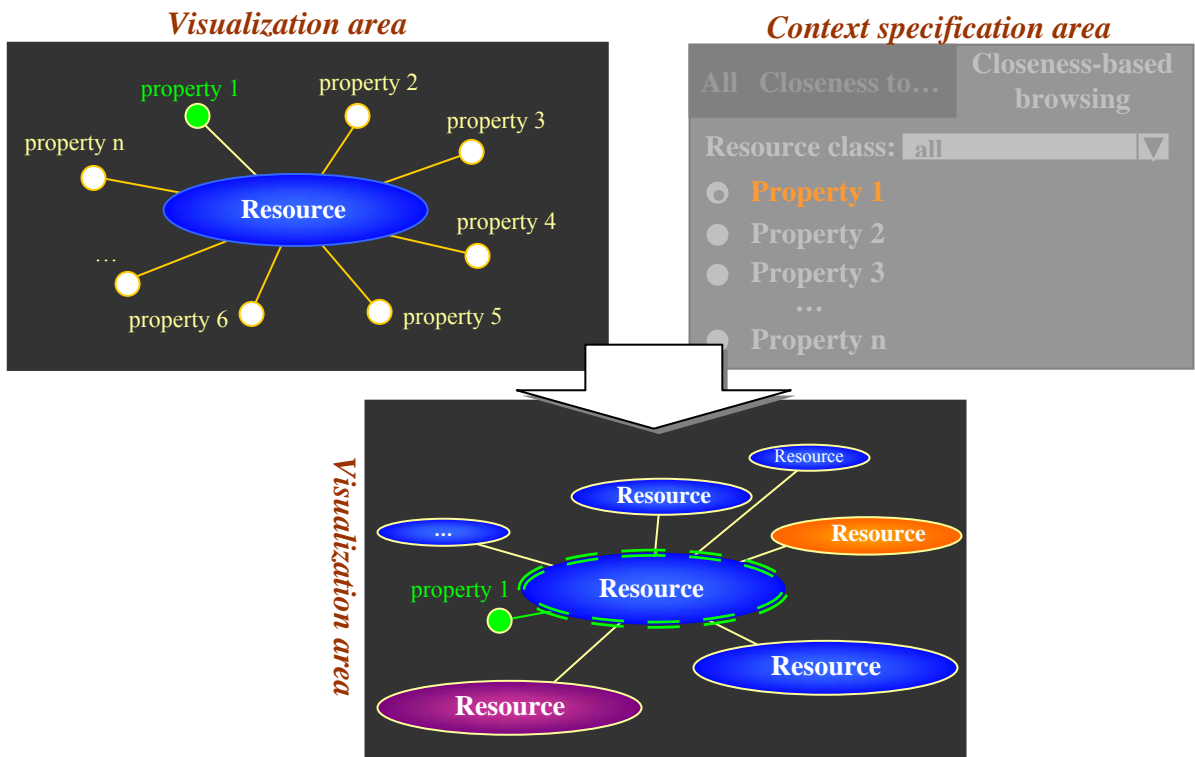 Visualization area
property 1
property 2
property 3
property n
Resource
property 4
…
property 6
property 5
Context specification area
All Closeness to…
Closeness-based
browsing
Resource class: all
Property 1
Property 2
Property 3
…
Property n
Visualization area
Resource
Resource
…
Resource
Resource
property 1
Resource
Resource